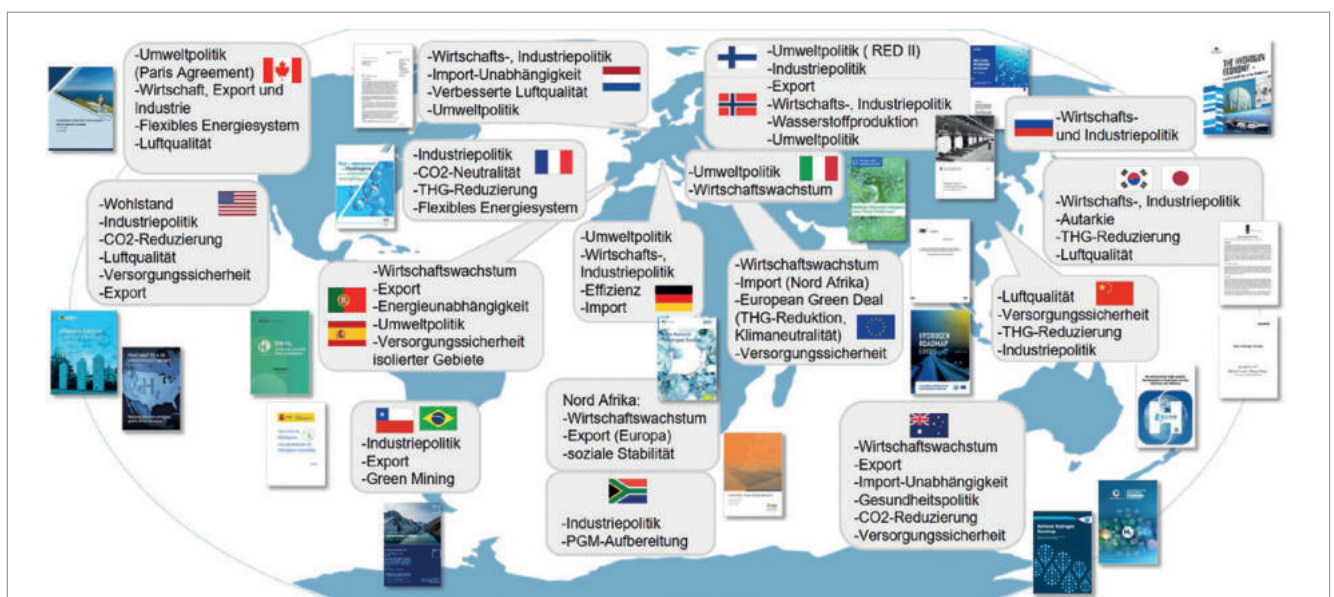 -Umweltpolitik
(Paris Agreement)
-Wirtschaft, Export und
Industrie
-Flexibles Energiesystem
-Luftqualität
-Wirtschafts-, Industriepolitik
-Import-Unabhängigkeit
-Verbesserte Luftqualität
-Umweltpolitik
-Umweltpolitik ( RED II)
-Industriepolitik
-Export
-Wirtschafts-, Industriepolitik
-Wasserstoffproduktion
-Umweltpolitik
-Wirtschafts-
und Industriepolitik
THE HYDROGEN
ECONOMY
-Wohlstand
-Industriepolitik
-CO2-Reduzierung
-Luftqualität
-Versorgungssicherheit
-Export
-Industriepolitik
-CO2-Neutralität
-THG-Reduzierung
-Flexibles Energiesystem
-Umweltpolitik
-Wirtschaftswachstum
-Wirtschafts-, Industriepolitik
-Autarkie
-THG-Reduzierung
-Luftqualität
-Wirtschaftswachstum
-Export
-Energieunabhängigkeit
-Umweltpolitik
-Versorgungssicherheit
isolierter Gebiete
-Umweltpolitik
-Wirtschafts-,
Industriepolitik
-Effizienz
-Import
-Wirtschaftswachstum
-Import (Nord Afrika)
-European Green Deal
(THG-Reduktion,
Klimaneutralität)
-Versorgungssicherheit
-Luftqualität
-Versorgungssicherheit
-THG-Reduzierung
-Industriepolitik
HYDROGEN
ROADMAP
EUROPE
-Industriepolitik
-Export
-Green Mining
Nord Afrika:
-Wirtschaftswachstum
-Export (Europa)
-soziale Stabilität
-Industriepolitik
-PGM-Aufbereitung
-Wirtschaftswachstum
-Export
-Import-Unabhängigkeit
-Gesundheitspolitik
-CO2-Reduzierung
-Versorgungssicherheit
National Hydrogen
Roadmap